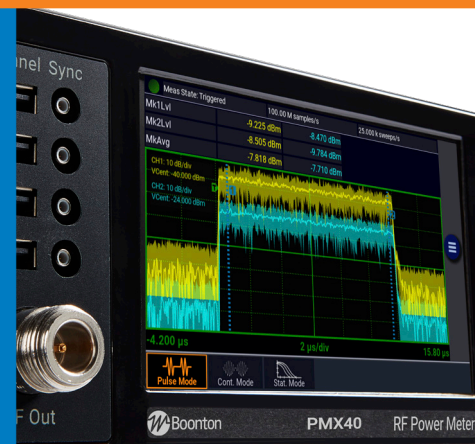 nnel Sync
Meas State: Triggered 100.00 M samples/s 25.000 k sweeps/s
Mk1Lvl -9.225 dBm -8.470 dBm
Mk2Lvl -8.505 dBm -9.784 dBm
MkAvg -7.818 dBm -7.710 dBm
CH1: 10 dB/div
VCent: -40.000 dBm
CH2: 10 dB/div
VCent: -24.000 dBm
-4.200 µs 2 µs/div 15.80 µs
Pulse Mode Cont. Mode Stat. Mode
F Out
Boonton PMX40 RF Power Meter